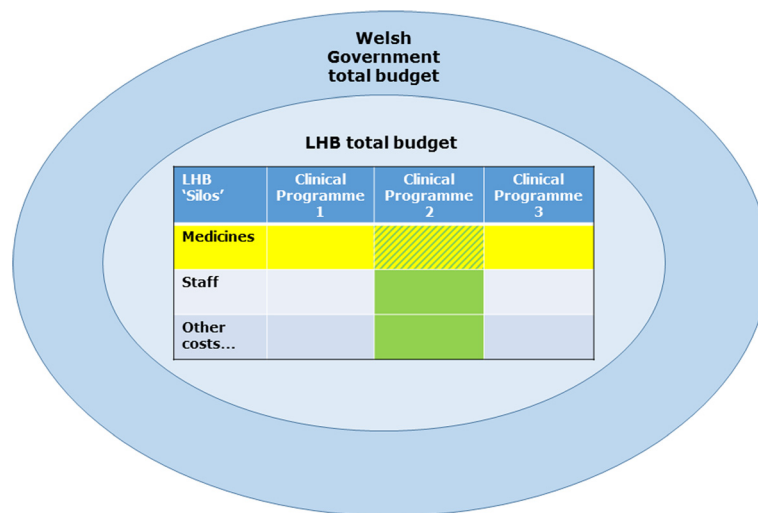 Welsh
Government
total budget
LHB total budget
LHB
‘Silos’
Clinical
Programme
1
Clinical
Programme
2
Clinical
Programme
3
Medicines
Staff
Other
costs...